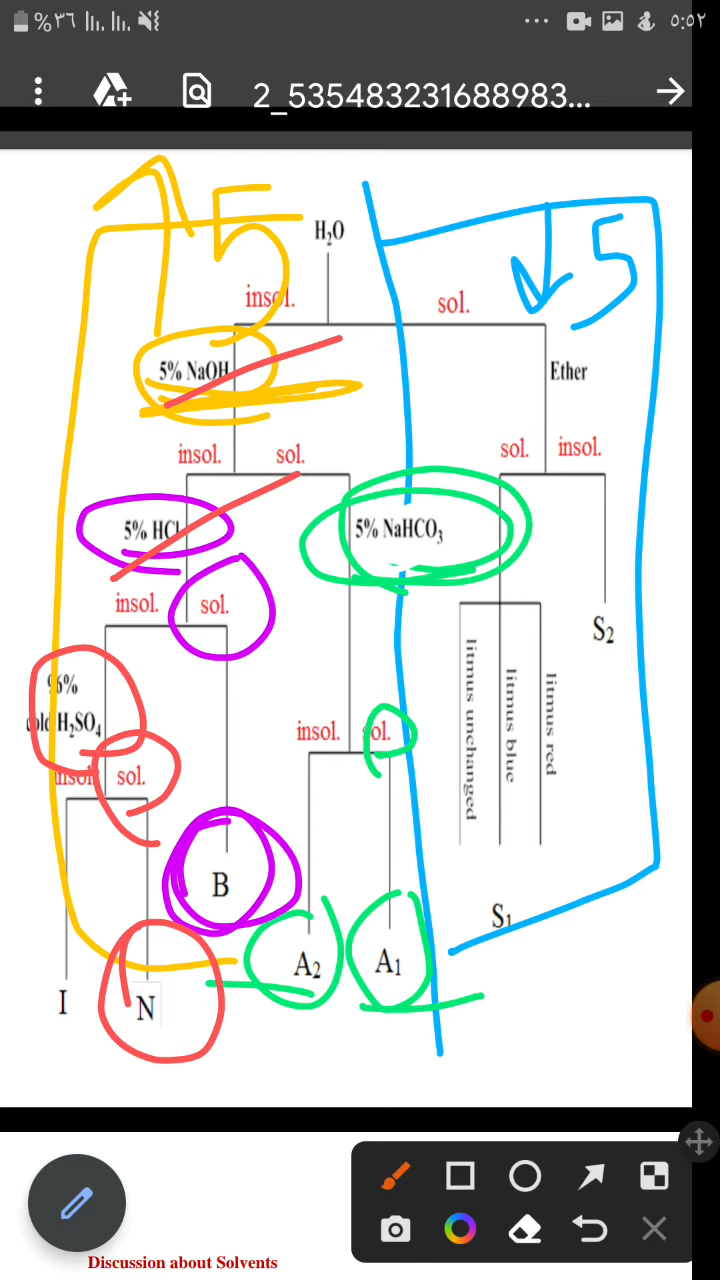 %٣٦ ٥:٥٢
2_535483231688983...
5 5
H₂O
insol. sol.
5% NaOH Ether
insol. sol. sol. insol.
5% HCl 5% NaHCO₃
insol. sol. S₂
litmus unchanged litmus blue litmus red
H₂SO₄ insol. sol.
sol.
B S₁
A₂ A₁
I N
Discussion about Solvents